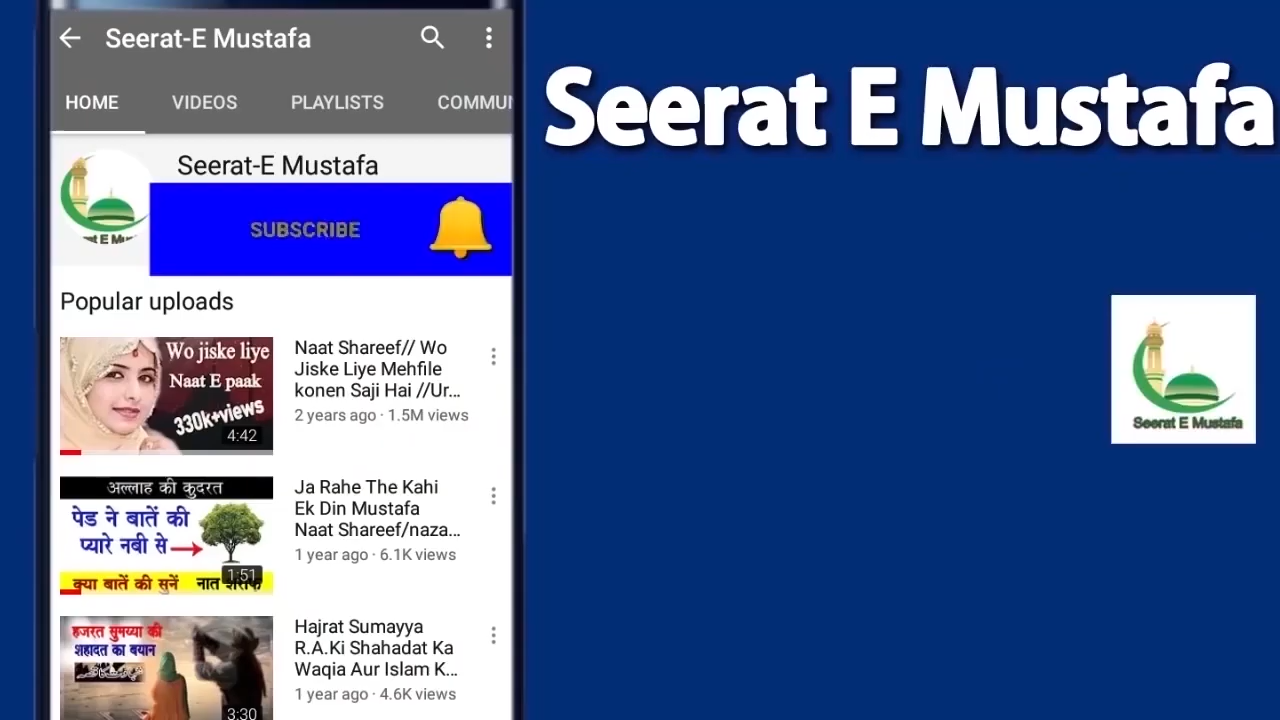 Seerat-E Mustafa
HOME VIDEOS PLAYLISTS COMMUN
Seerat-E Mustafa
SUBSCRIBE
Popular uploads
Wo jiske liye
Naat E paak
330k+views
4:42
Naat Shareef// Wo
Jiske Liye Mehfile
konen Saji Hai //Ur...
2 years ago · 1.5M views
अल्लाह की कुदरत
पेड ने बातें की
प्यारे नबी से
1:51
क्या बातें की सुनें नात शरीफ
Ja Rahe The Kahi
Ek Din Mustafa
Naat Shareef/naza...
1 year ago · 6.1K views
हजरत सुमय्या की
शहादत का बयान
3:30
Hajrat Sumayya
R.A.Ki Shahadat Ka
Waqia Aur Islam K...
1 year ago · 4.6K views
Seerat E Mustafa
Seerat E Mustafa